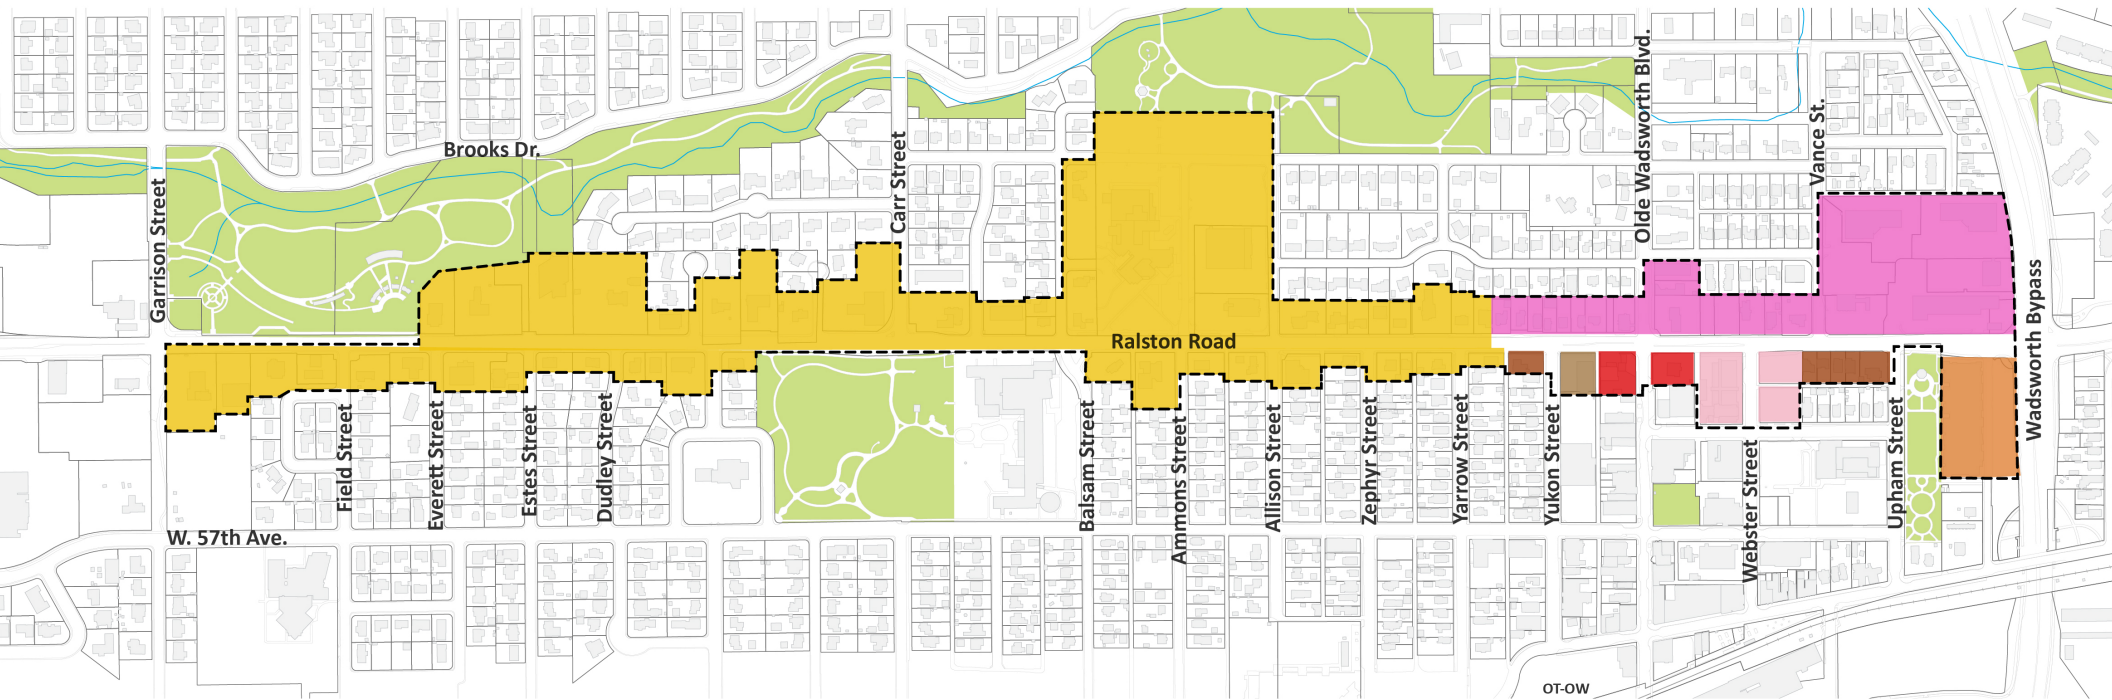 Brooks Dr.
Garrison Street
Carr Street
Olde Wadsworth Blvd.
Vance St.
Wadsworth Bypass
Ralston Road
Field Street
Everett Street
Estes Street
Dudley Street
Balsam Street
Ammons Street
Allison Street
Zephyr Street
Yarrow Street
Yukon Street
Webster Street
Upham Street
W. 57th Ave.
OT-OW